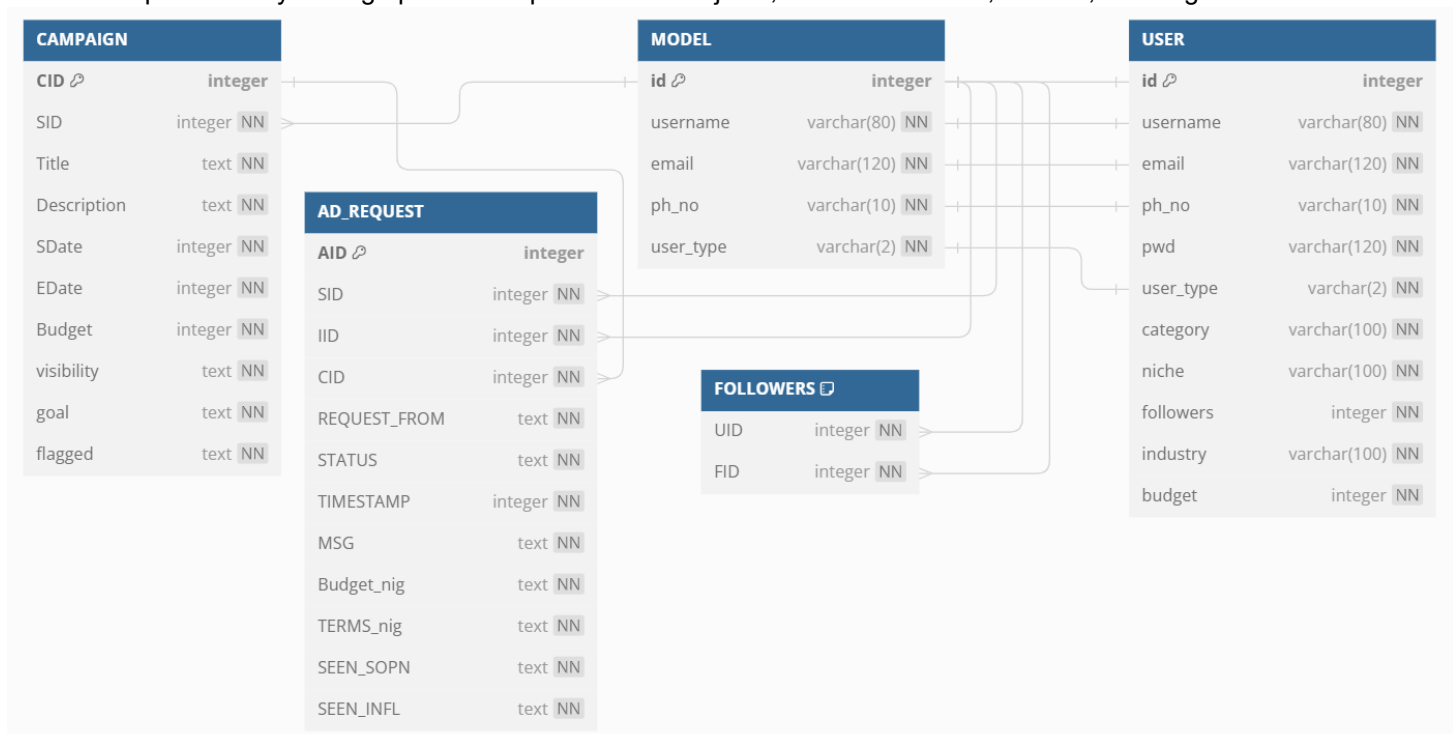 CAMPAIGN
CID integer
SID integer NN
Title text NN
Description text NN
SDate integer NN
EDate integer NN
Budget integer NN
visibility text NN
goal text NN
flagged text NN
AD_REQUEST
AID integer
SID integer NN
IID integer NN
CID integer NN
REQUEST_FROM text NN
STATUS text NN
TIMESTAMP integer NN
MSG text NN
Budget_nig text NN
TERMS_nig text NN
SEEN_SOPN text NN
SEEN_INFL text NN
MODEL
id integer
username varchar(80) NN
email varchar(120) NN
ph_no varchar(10) NN
user_type varchar(2) NN
FOLLOWERS
UID integer NN
FID integer NN
USER
id integer
username varchar(80) NN
email varchar(120) NN
ph_no varchar(10) NN
pwd varchar(120) NN
user_type varchar(2) NN
category varchar(100) NN
niche varchar(100) NN
followers integer NN
industry varchar(100) NN
budget integer NN